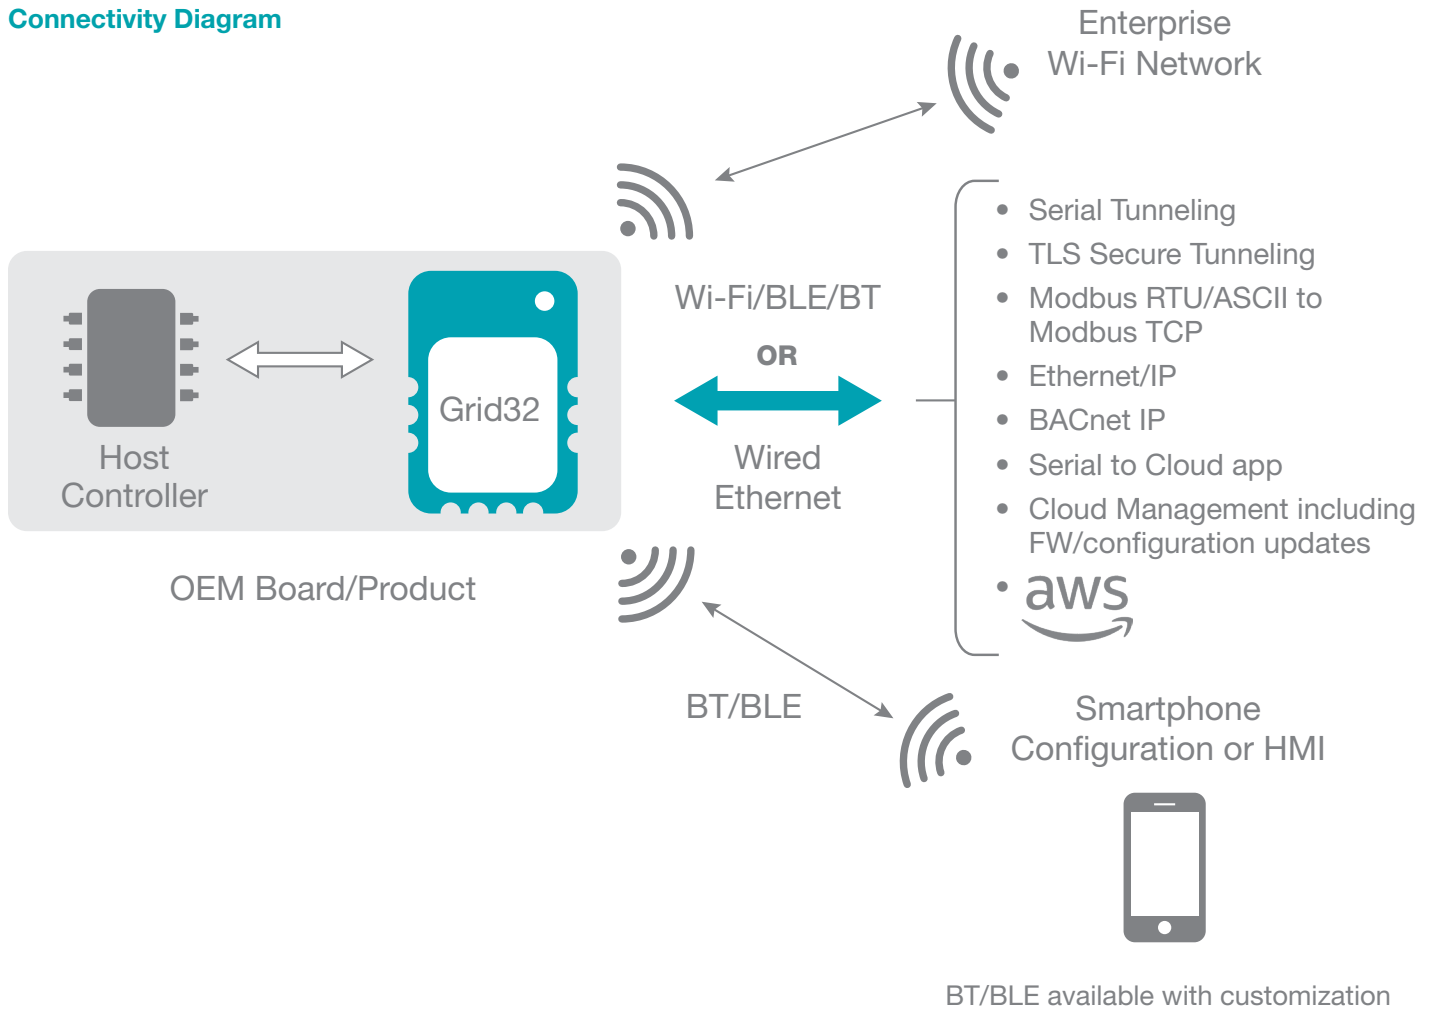 Connectivity Diagram
Enterprise
Wi-Fi Network
Wi-Fi/BLE/BT
OR
Wired
Ethernet
Grid32
Host
Controller
OEM Board/Product
• Serial Tunneling
• TLS Secure Tunneling
• Modbus RTU/ASCII to
Modbus TCP
• Ethernet/IP
• BACnet IP
• Serial to Cloud app
• Cloud Management including
FW/configuration updates
• aws
BT/BLE
Smartphone
Configuration or HMI
BT/BLE available with customization